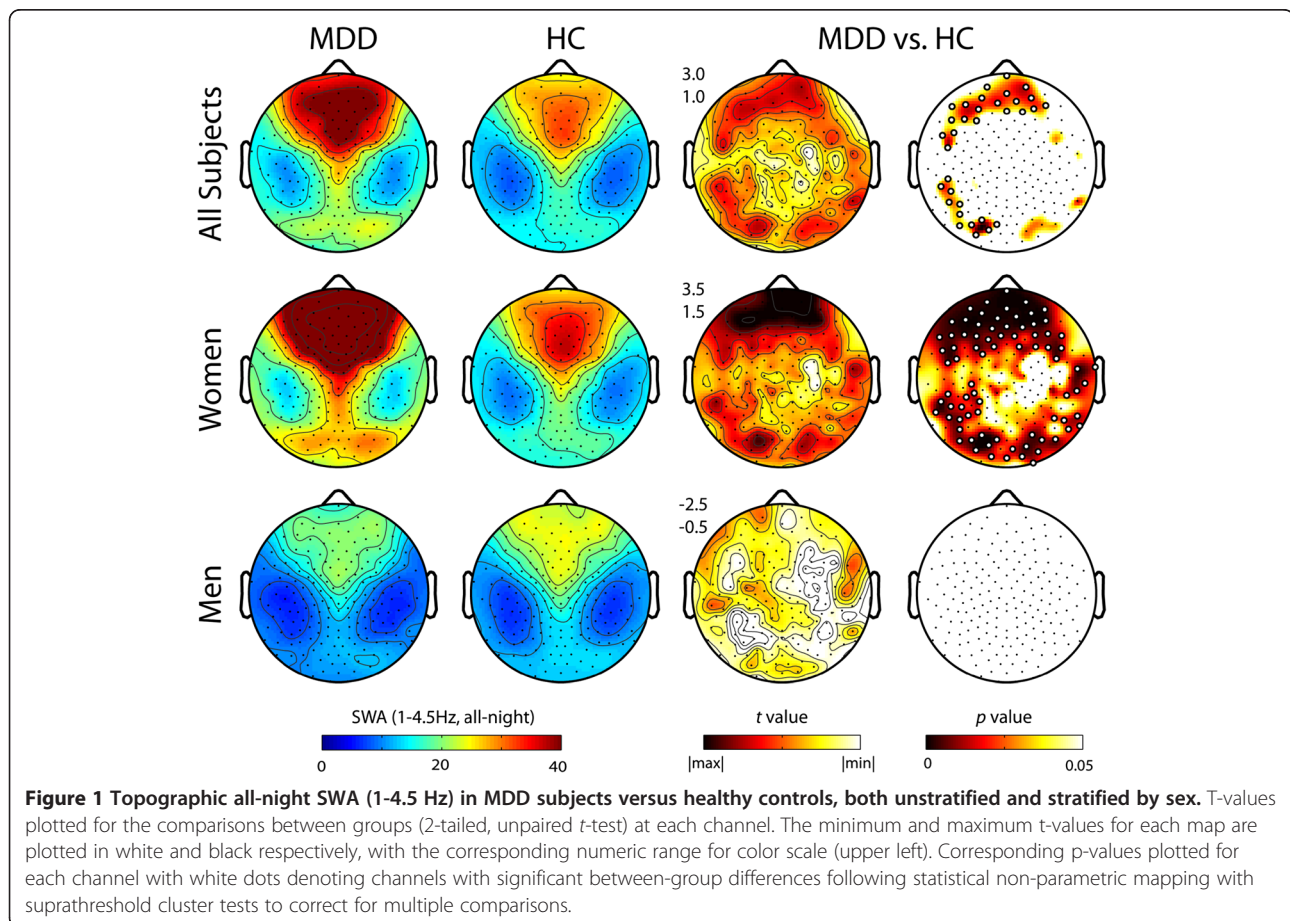 MDD HC MDD vs. HC
All Subjects
3.0
1.0
Women
3.5
1.5
Men
-2.5
-0.5
SWA (1-4.5Hz, all-night) t value p value
0 20 40 |max| |min| 0 0.05
Figure 1 Topographic all-night SWA (1-4.5 Hz) in MDD subjects versus healthy controls, both unstratified and stratified by sex. T-values
plotted for the comparisons between groups (2-tailed, unpaired t-test) at each channel. The minimum and maximum t-values for each map are
plotted in white and black respectively, with the corresponding numeric range for color scale (upper left). Corresponding p-values plotted for
each channel with white dots denoting channels with significant between-group differences following statistical non-parametric mapping with
suprathreshold cluster tests to correct for multiple comparisons.